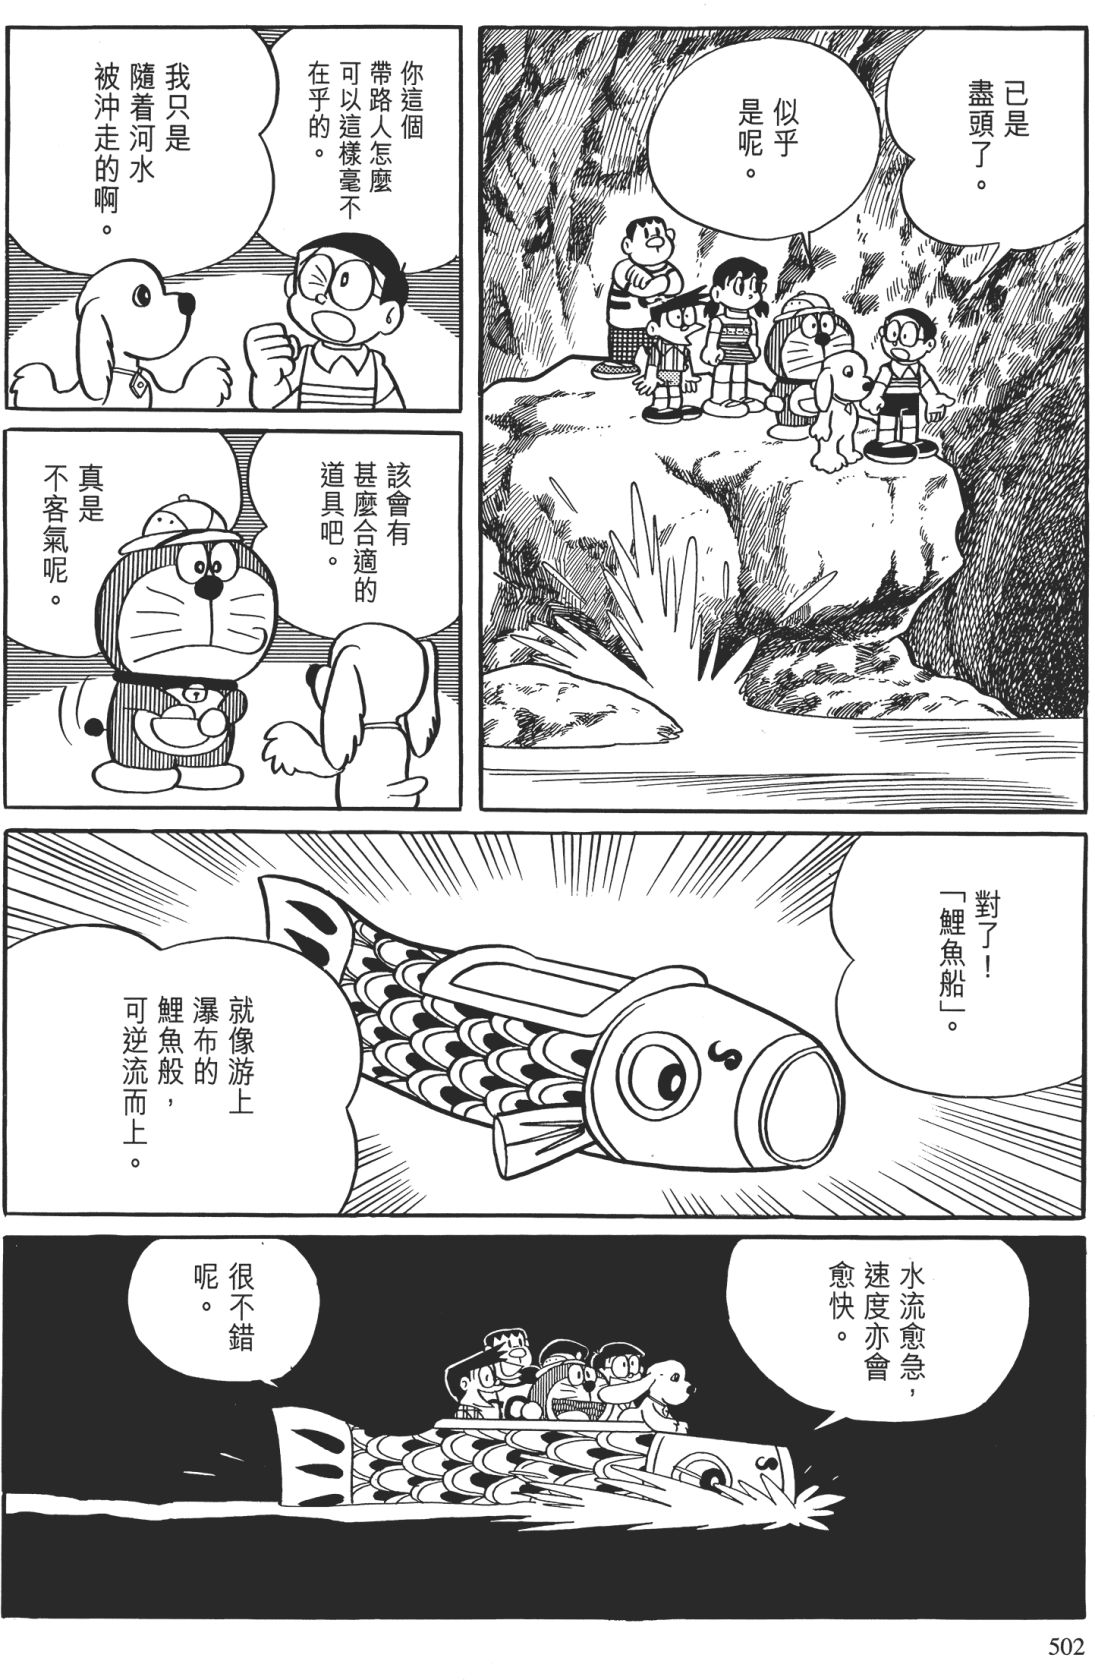 已是
盡頭了。
似乎
是呢。
你這個
帶路人怎麼
可以這樣毫不
在乎的。
我只是
隨着河水
被沖走的啊。
該會有
甚麼合適的
道具吧。
真是
不客氣呢。
對了！
「鯉魚船」。
就像游上
瀑布的
鯉魚般，
可逆流而上。
水流愈急，
速度亦會
愈快。
很不錯
呢。
502